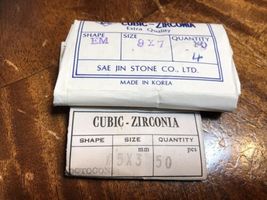 CUBIC - ZIRCONIA
Extra Quality
SHAPE SIZE QUANTITY
EM 9X7
4
SAE JIN STONE CO., LTD.
MADE IN KOREA
CUBIC - ZIRCONIA
SHAPE SIZE QUANTITY
mm pcs
5X3 50